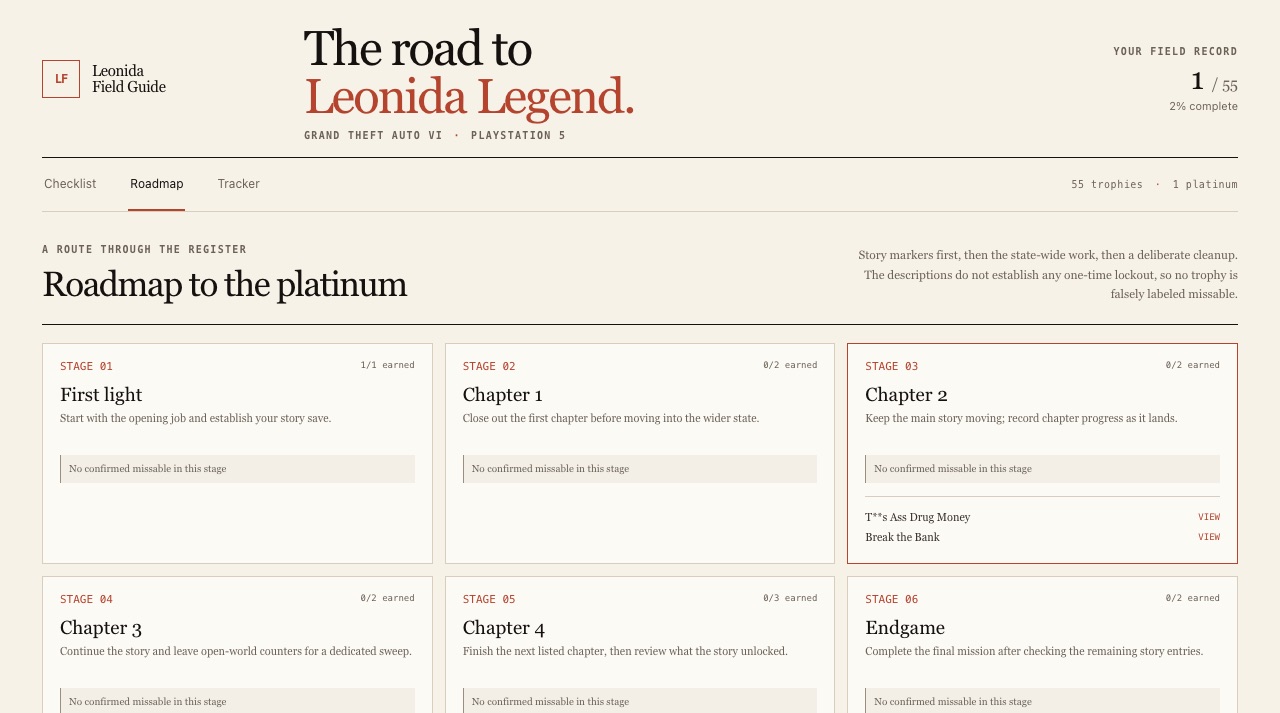 LF
Leonida
Field Guide
The road to
Leonida Legend.
GRAND THEFT AUTO VI · PLAYSTATION 5
YOUR FIELD RECORD
1 / 55
2% complete
Checklist
Roadmap
Tracker
55 trophies · 1 platinum
A ROUTE THROUGH THE REGISTER
Roadmap to the platinum
Story markers first, then the state-wide work, then a deliberate cleanup.
The descriptions do not establish any one-time lockout, so no trophy is
falsely labeled missable.
STAGE 01
1/1 earned
First light
Start with the opening job and establish your story save.
No confirmed missable in this stage
STAGE 02
0/2 earned
Chapter 1
Close out the first chapter before moving into the wider state.
No confirmed missable in this stage
STAGE 03
0/2 earned
Chapter 2
Keep the main story moving; record chapter progress as it lands.
No confirmed missable in this stage
T**s Ass Drug Money
VIEW
Break the Bank
VIEW
STAGE 04
0/2 earned
Chapter 3
Continue the story and leave open-world counters for a dedicated sweep.
No confirmed missable in this stage
STAGE 05
0/3 earned
Chapter 4
Finish the next listed chapter, then review what the story unlocked.
No confirmed missable in this stage
STAGE 06
0/2 earned
Endgame
Complete the final mission after checking the remaining story entries.
No confirmed missable in this stage